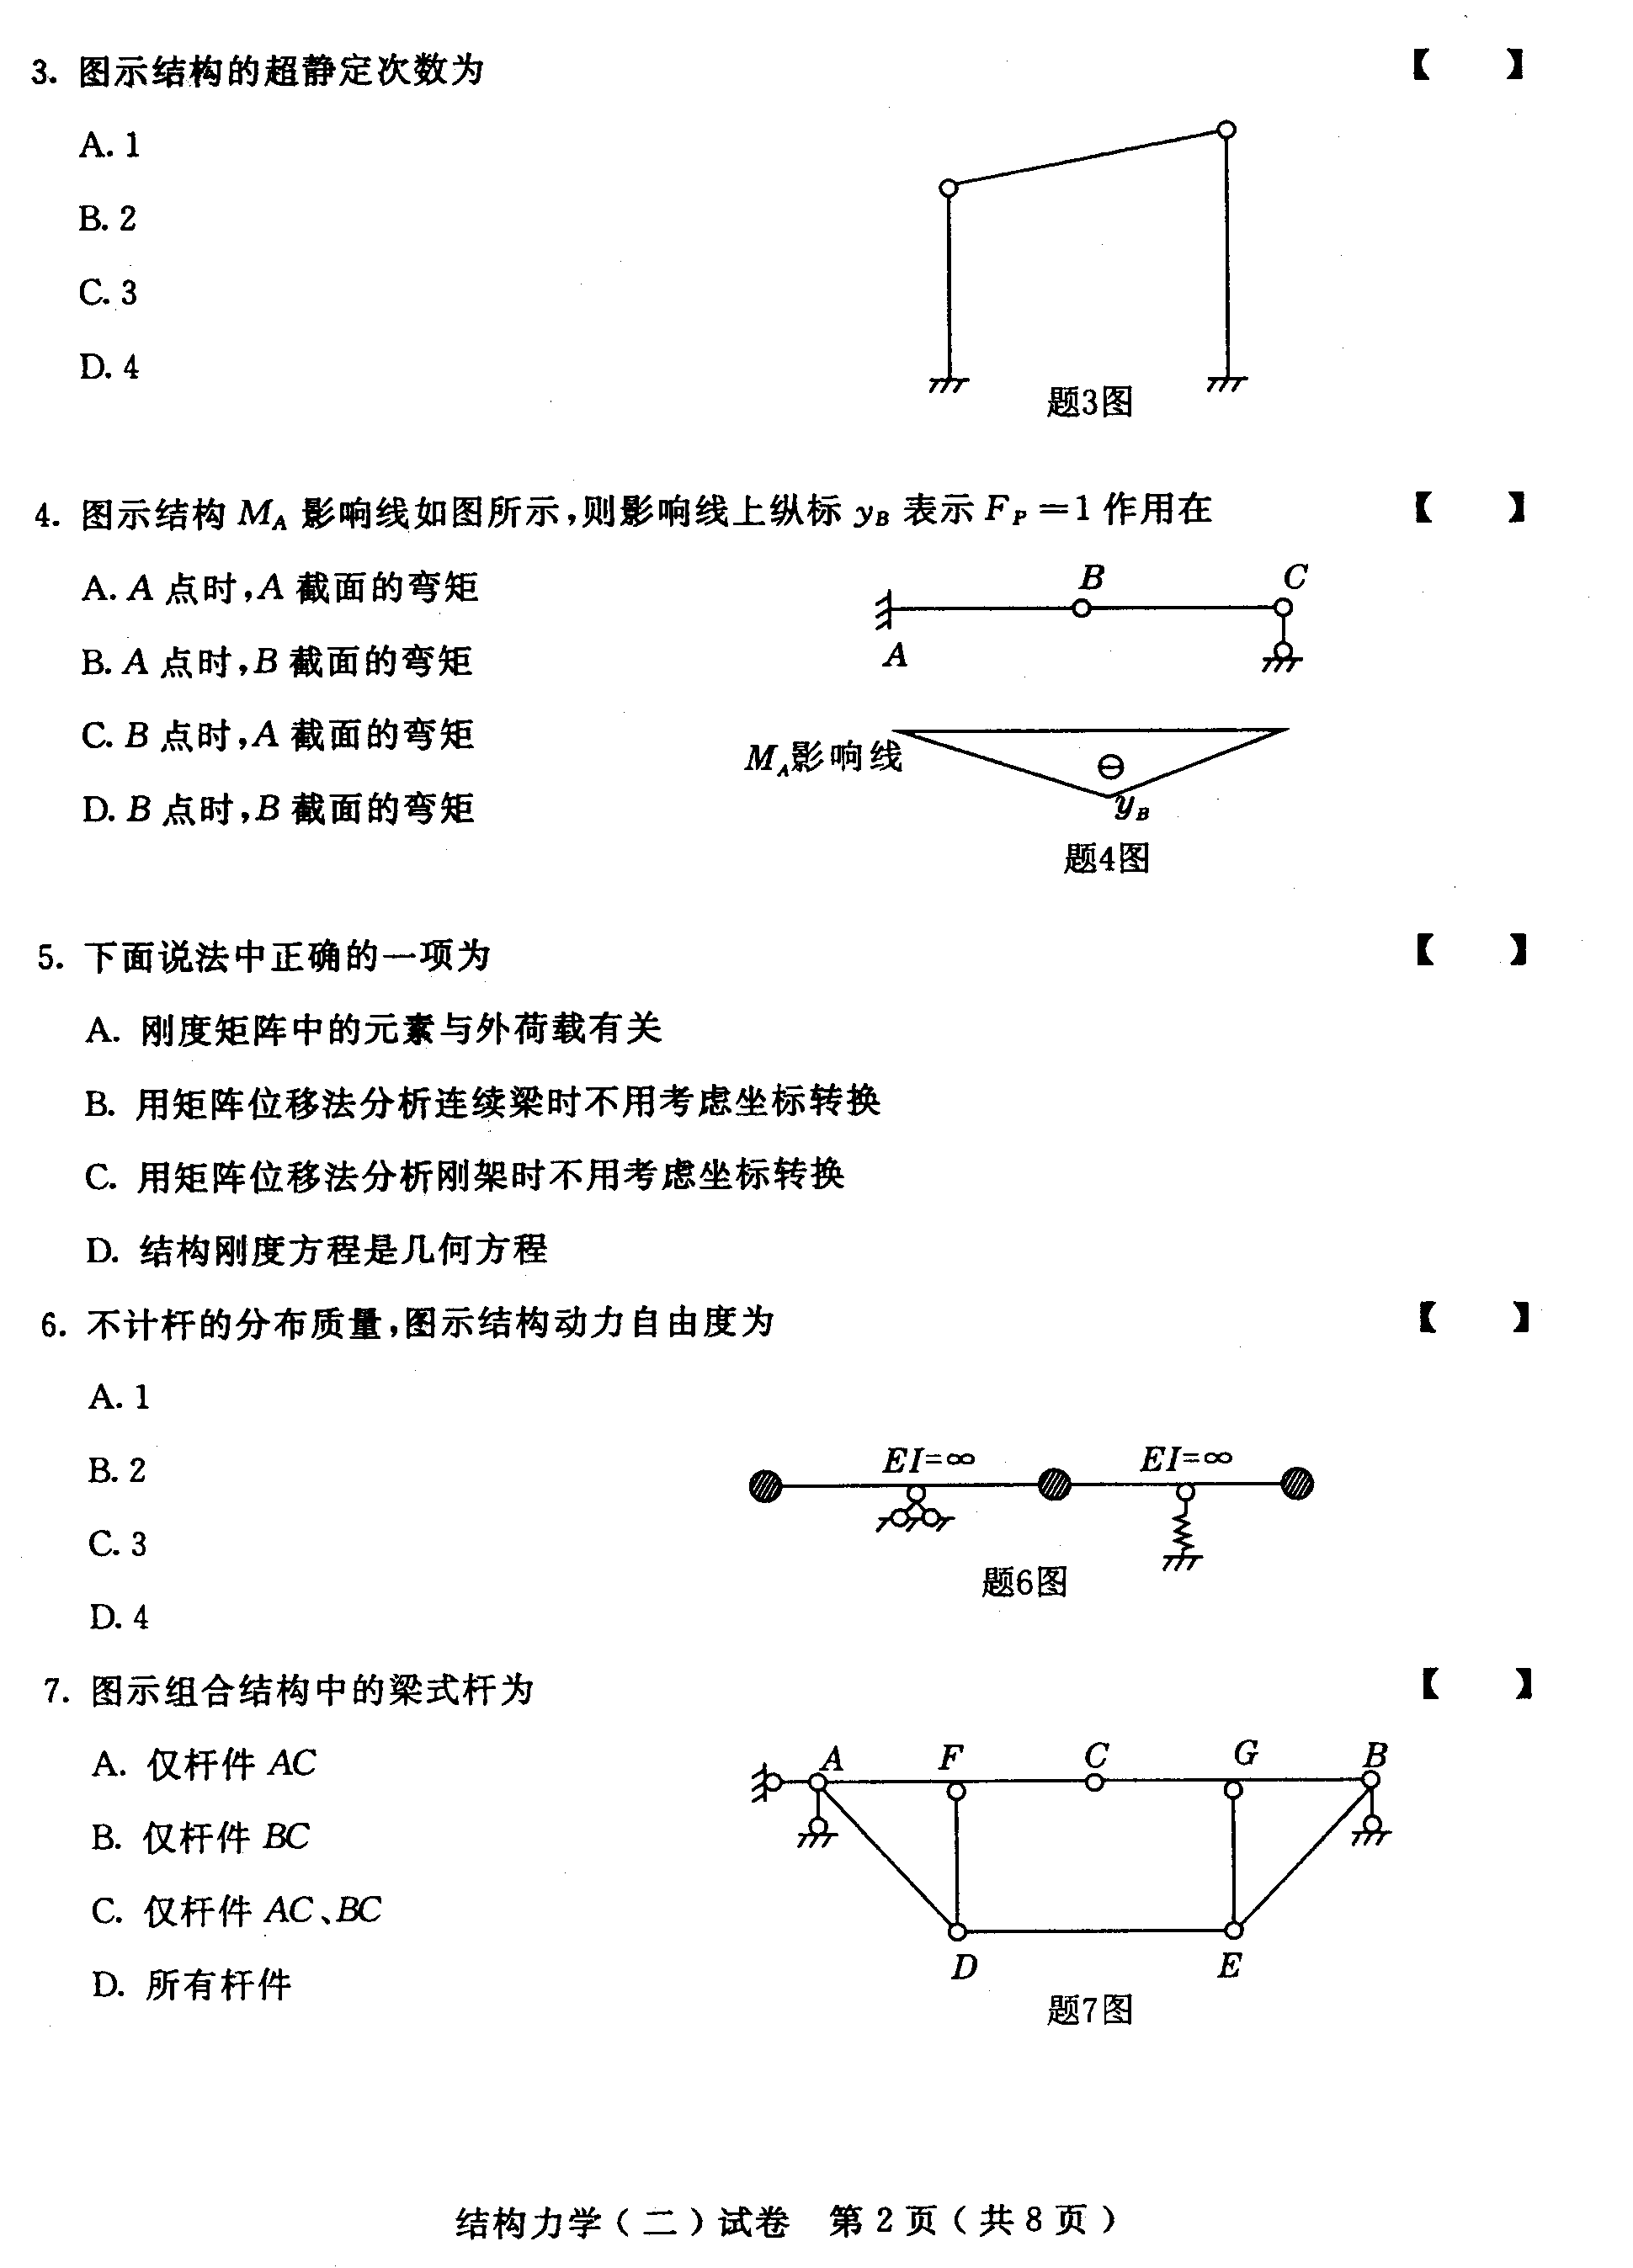 3. 图示结构的超静定次数为 【 】
A. 1
B. 2
C. 3
D. 4
题3图
4. 图示结构 M_A 影响线如图所示,则影响线上纵标 y_B 表示 F_P =1 作用在 【 】
A. A 点时,A 截面的弯矩
B. A 点时,B 截面的弯矩
C. B 点时,A 截面的弯矩
D. B 点时,B 截面的弯矩
B C
A
M_A影响线
⊖
y_B
题4图
5. 下面说法中正确的一项为 【 】
A. 刚度矩阵中的元素与外荷载有关
B. 用矩阵位移法分析连续梁时不用考虑坐标转换
C. 用矩阵位移法分析刚架时不用考虑坐标转换
D. 结构刚度方程是几何方程
6. 不计杆的分布质量,图示结构动力自由度为 【 】
A. 1
B. 2
C. 3
D. 4
EI=∞ EI=∞
题6图
7. 图示组合结构中的梁式杆为 【 】
A. 仅杆件 AC
B. 仅杆件 BC
C. 仅杆件 AC、BC
D. 所有杆件
A F C G B
D E
题7图
结构力学(二)试卷 第 2 页(共 8 页)